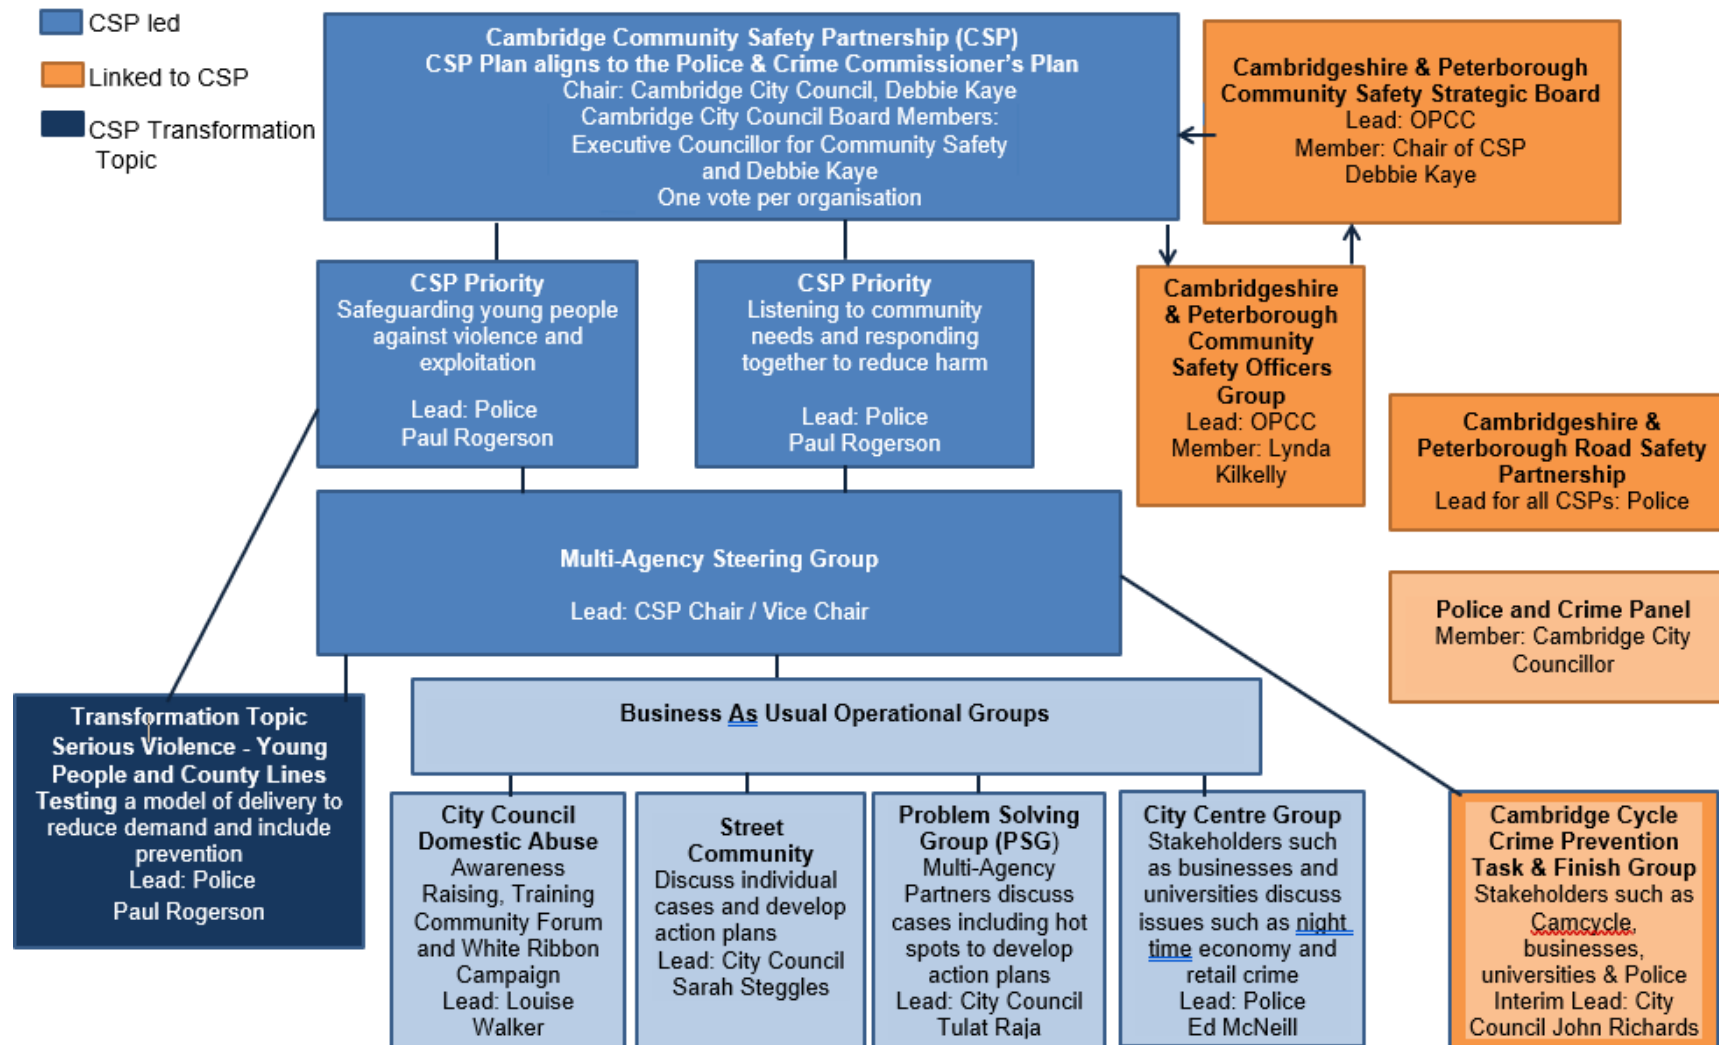 CSP led
Linked to CSP
CSP Transformation
Topic
Cambridge Community Safety Partnership (CSP)
CSP Plan aligns to the Police & Crime Commissioner's Plan
Chair: Cambridge City Council, Debbie Kaye
Cambridge City Council Board Members:
Executive Councillor for Community Safety
and Debbie Kaye
One vote per organisation
Cambridgeshire & Peterborough
Community Safety Strategic Board
Lead: OPCC
Member: Chair of CSP
Debbie Kaye
CSP Priority
Safeguarding young people
against violence and
exploitation
Lead: Police
Paul Rogerson
CSP Priority
Listening to community
needs and responding
together to reduce harm
Lead: Police
Paul Rogerson
Cambridgeshire
& Peterborough
Community
Safety Officers
Group
Lead: OPCC
Member: Lynda
Kilkelly
Cambridgeshire &
Peterborough Road Safety
Partnership
Lead for all CSPs: Police
Multi-Agency Steering Group
Lead: CSP Chair / Vice Chair
Police and Crime Panel
Member: Cambridge City
Councillor
Transformation Topic
Serious Violence - Young
People and County Lines
Testing a model of delivery to
reduce demand and include
prevention
Lead: Police
Paul Rogerson
Business As Usual Operational Groups
City Council
Domestic Abuse
Awareness
Raising, Training
Community Forum
and White Ribbon
Campaign
Lead: Louise
Walker
Street
Community
Discuss individual
cases and develop
action plans
Lead: City Council
Sarah Steggles
Problem Solving
Group (PSG)
Multi-Agency
Partners discuss
cases including hot
spots to develop
action plans
Lead: City Council
Tulat Raja
City Centre Group
Stakeholders such
as businesses and
universities discuss
issues such as night
time economy and
retail crime
Lead: Police
Ed McNeill
Cambridge Cycle
Crime Prevention
Task & Finish Group
Stakeholders such as
Camcycle,
businesses,
universities & Police
Interim Lead: City
Council John Richards